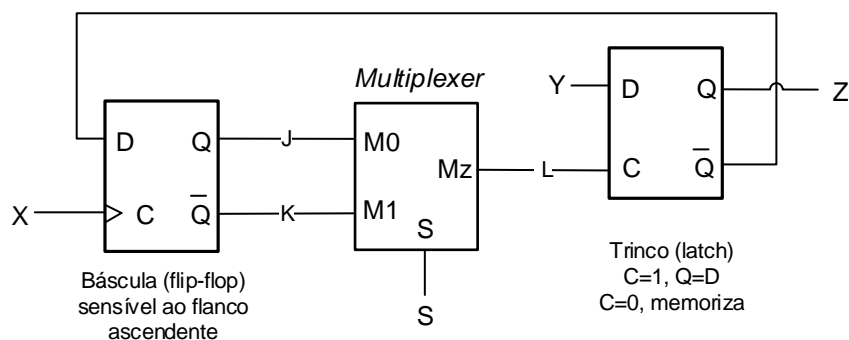 Multiplexer
Y
D
Q
Z
D
Q
J
M0
Mz
L
C
Q̅
X
C
Q̅
K
M1
S
S
Báscula (flip-flop)
sensível ao flanco
ascendente
Trinco (latch)
C=1, Q=D
C=0, memoriza